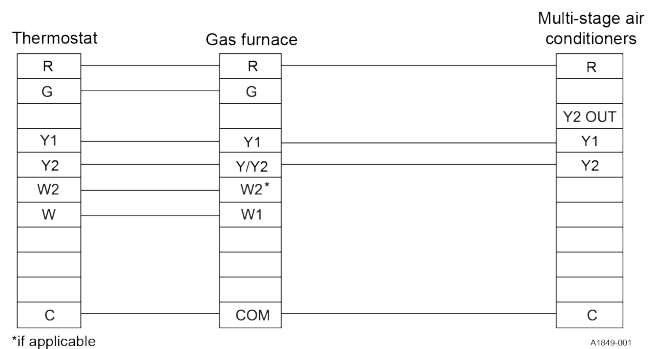 Multi-stage air
conditioners
Thermostat
Gas furnace
R
R
R
G
G
Y2 OUT
Y1
Y1
Y1
Y2
Y/Y2
Y2
W2
W2*
W
W1
C
COM
C
*if applicable
A1849-001